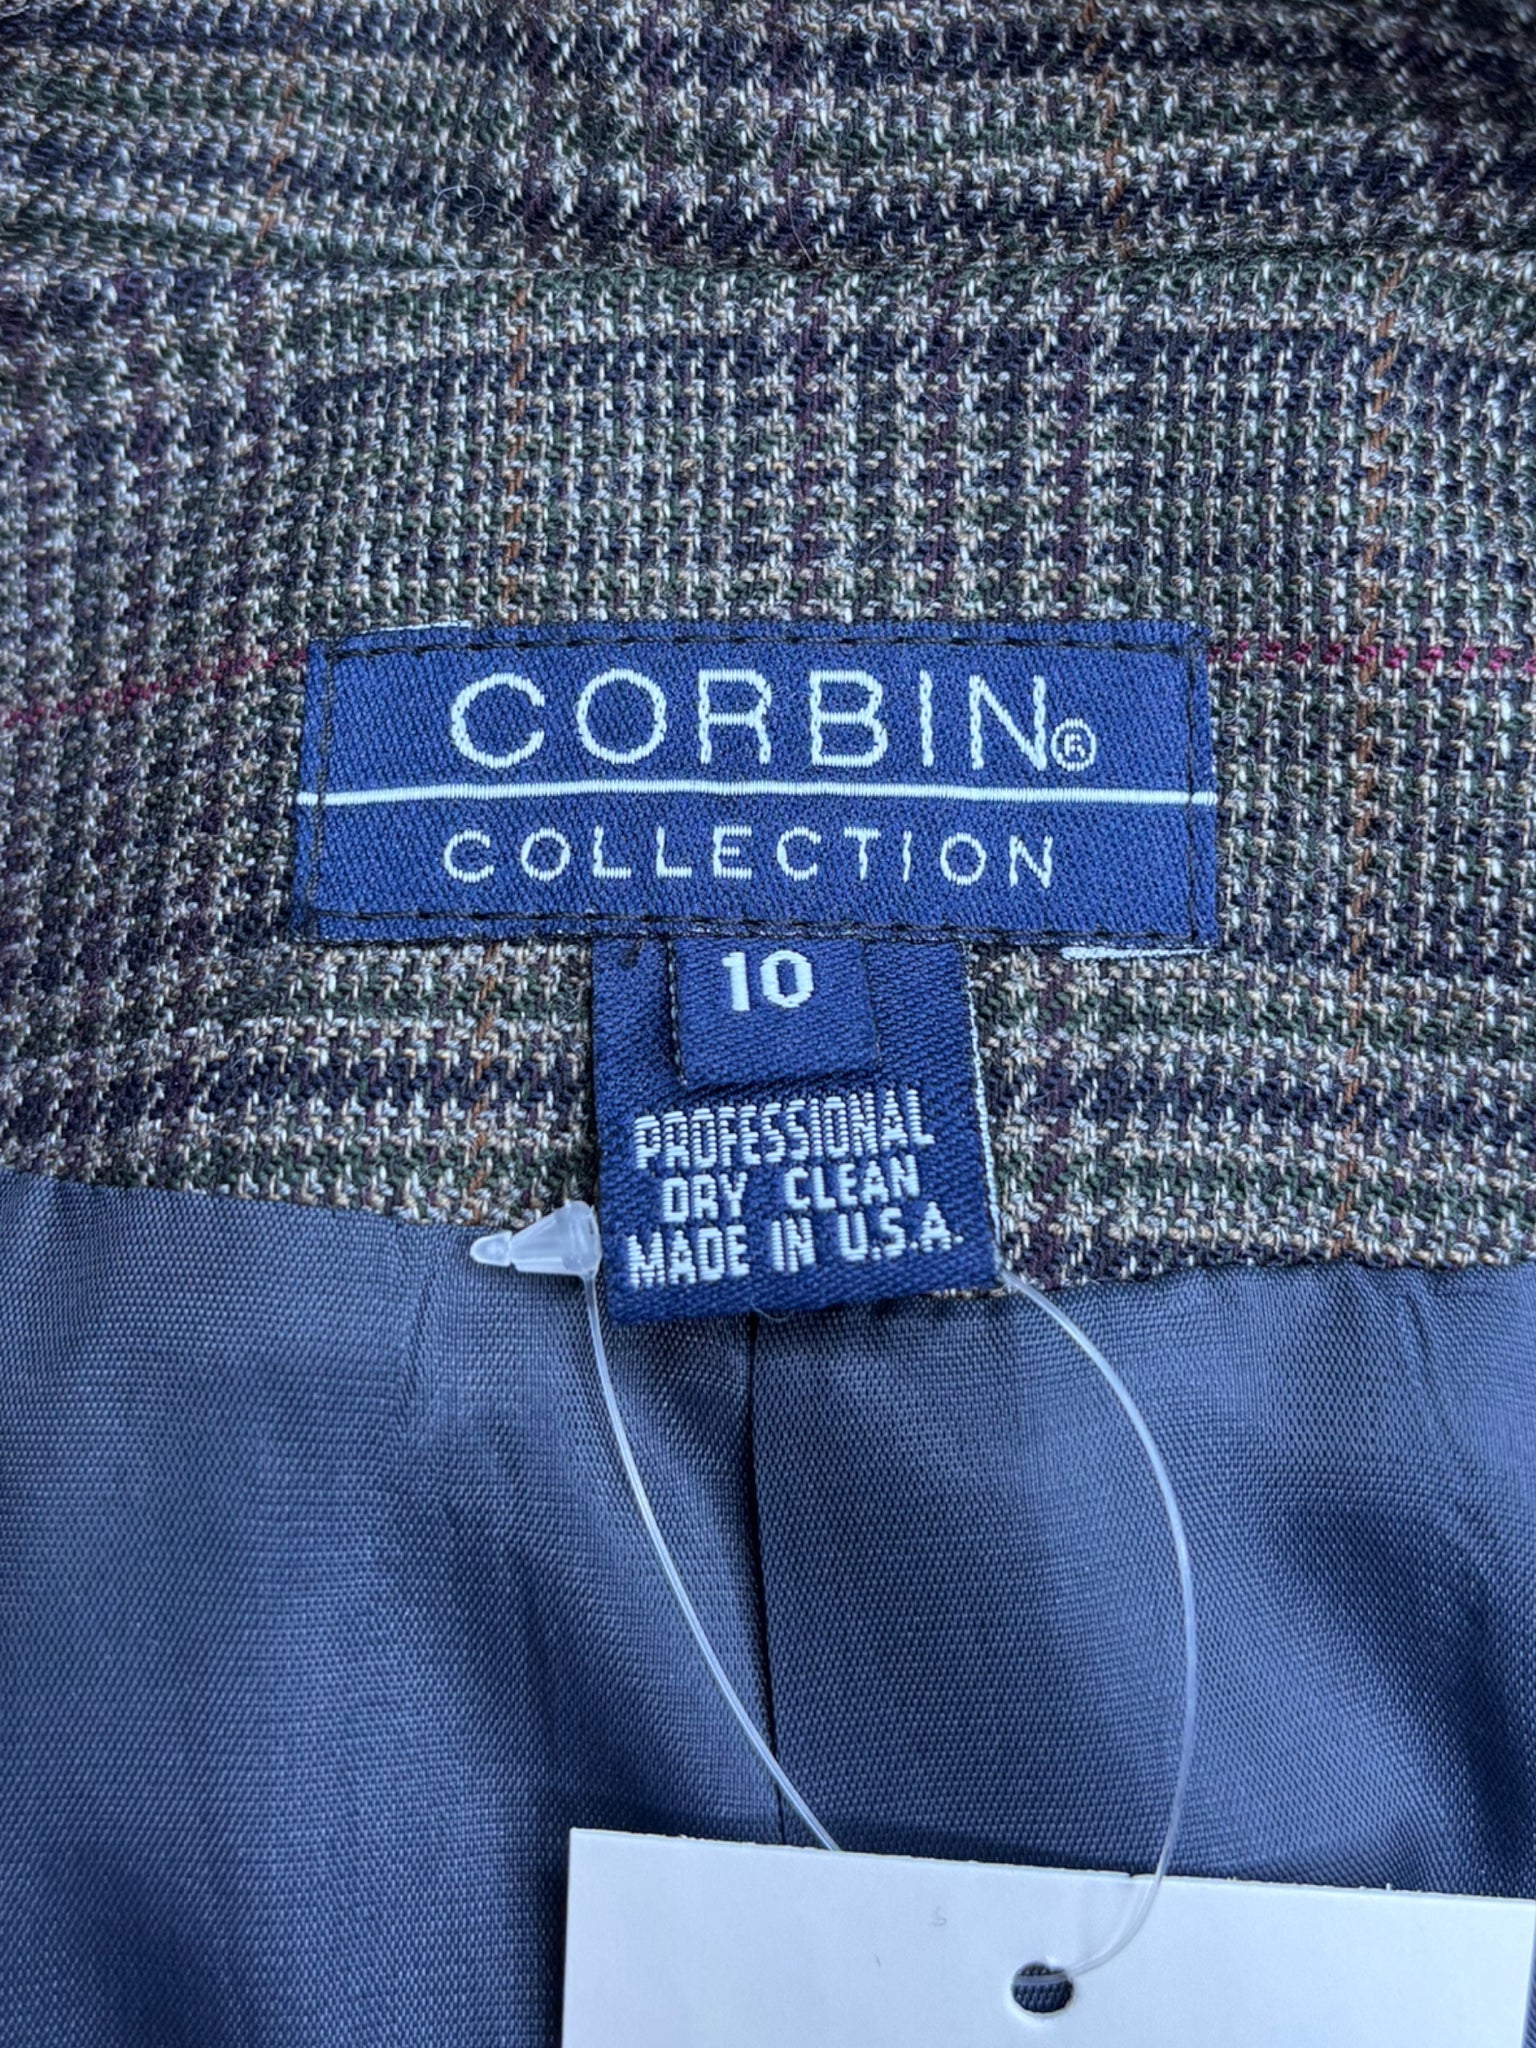 CORBIN®
COLLECTION
10
PROFESSIONAL
DRY CLEAN
MADE IN U.S.A.